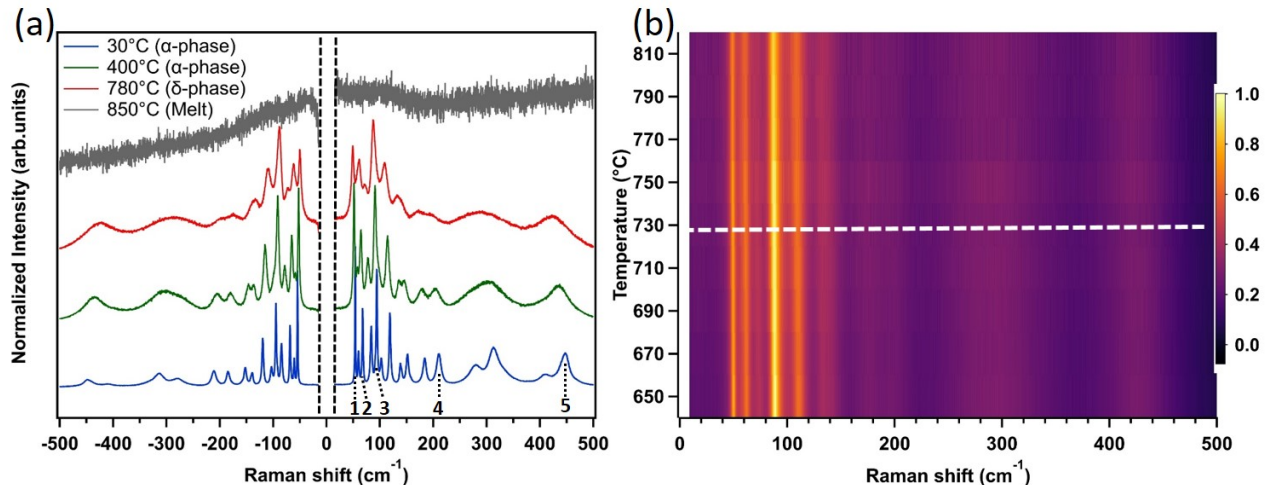 (a)
30°C (α-phase)
400°C (α-phase)
780°C (δ-phase)
850°C (Melt)
Normalized Intensity (arb.units)
1 2 3 4 5
-500 -400 -300 -200 -100 0 100 200 300 400 500
Raman shift (cm⁻¹)
(b)
Temperature (°C)
810
790
770
750
730
710
690
670
650
0 100 200 300 400 500
Raman shift (cm⁻¹)
1.0
0.8
0.6
0.4
0.2
0.0